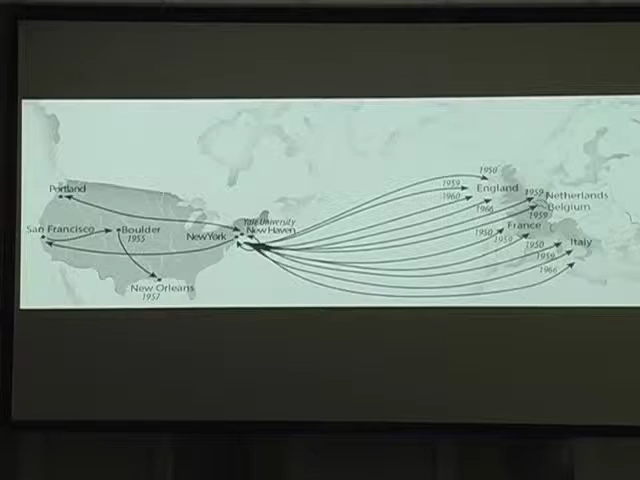 Portland
San Francisco
Boulder
1955
New Orleans
1957
New York
Yale University
New Haven
1950
1959
1960
England
1966
1959
Netherlands
Belgium
1959
France
1950
1959
1950
Italy
1959
1966